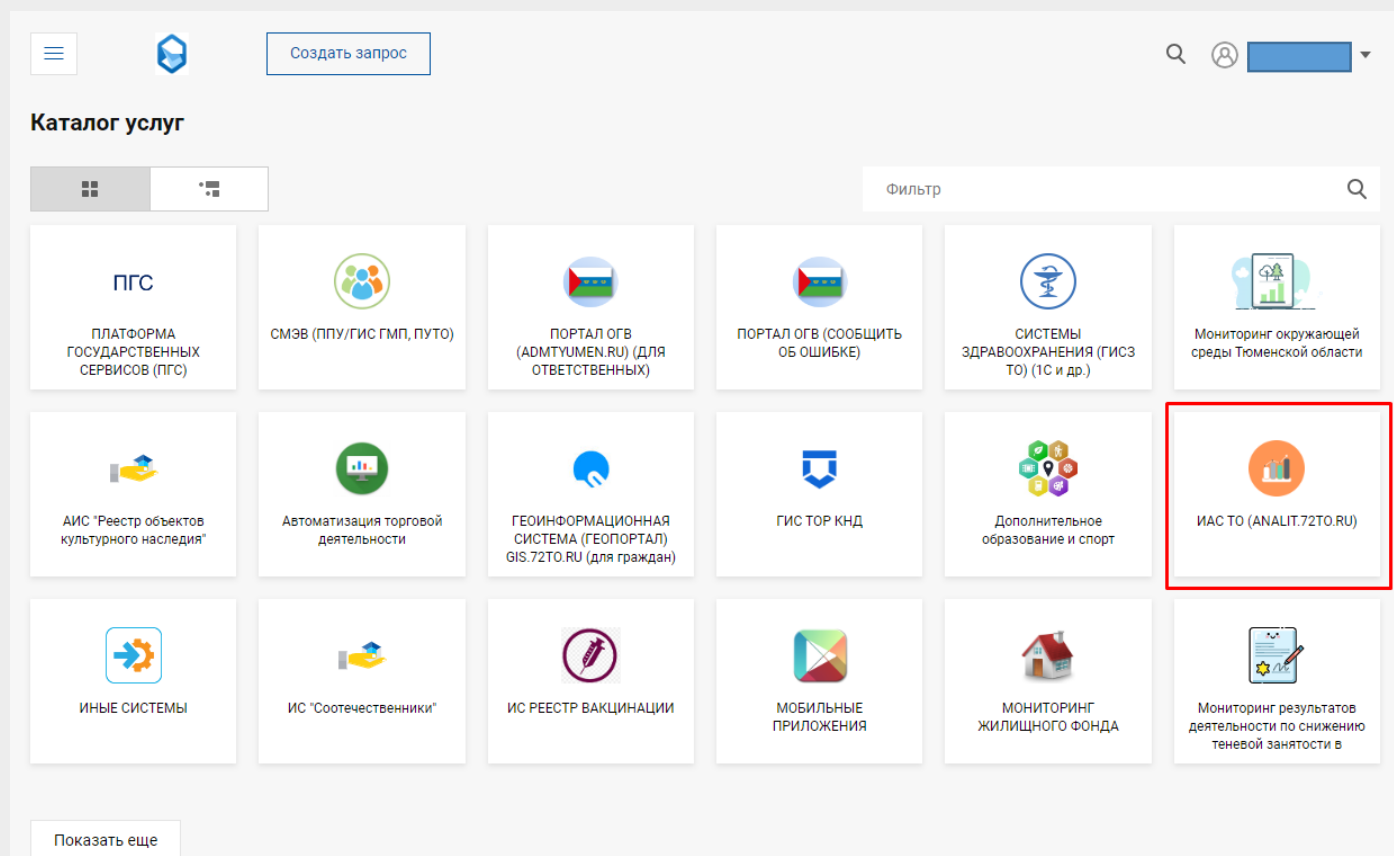 Создать запрос
Каталог услуг
Фильтр
ПГС
ПЛАТФОРМА
ГОСУДАРСТВЕННЫХ
СЕРВИСОВ (ПГС)
СМЭВ (ППУ/ГИС ГМП, ПУТО)
ПОРТАЛ ОГВ
(ADMTYUMEN.RU) (ДЛЯ
ОТВЕТСТВЕННЫХ)
ПОРТАЛ ОГВ (СООБЩИТЬ
ОБ ОШИБКЕ)
СИСТЕМЫ
ЗДРАВООХРАНЕНИЯ (ГИСЗ
ТО) (1С и др.)
Мониторинг окружающей
среды Тюменской области
АИС "Реестр объектов
культурного наследия"
Автоматизация торговой
деятельности
ГЕОИНФОРМАЦИОННАЯ
СИСТЕМА (ГЕОПОРТАЛ)
GIS.72TO.RU (для граждан)
ГИС ТОР КНД
Дополнительное
образование и спорт
ИАС ТО (ANALIT.72TO.RU)
ИНЫЕ СИСТЕМЫ
ИС "Соотечественники"
ИС РЕЕСТР ВАКЦИНАЦИИ
МОБИЛЬНЫЕ
ПРИЛОЖЕНИЯ
МОНИТОРИНГ
ЖИЛИЩНОГО ФОНДА
Мониторинг результатов
деятельности по снижению
теневой занятости в
Показать еще